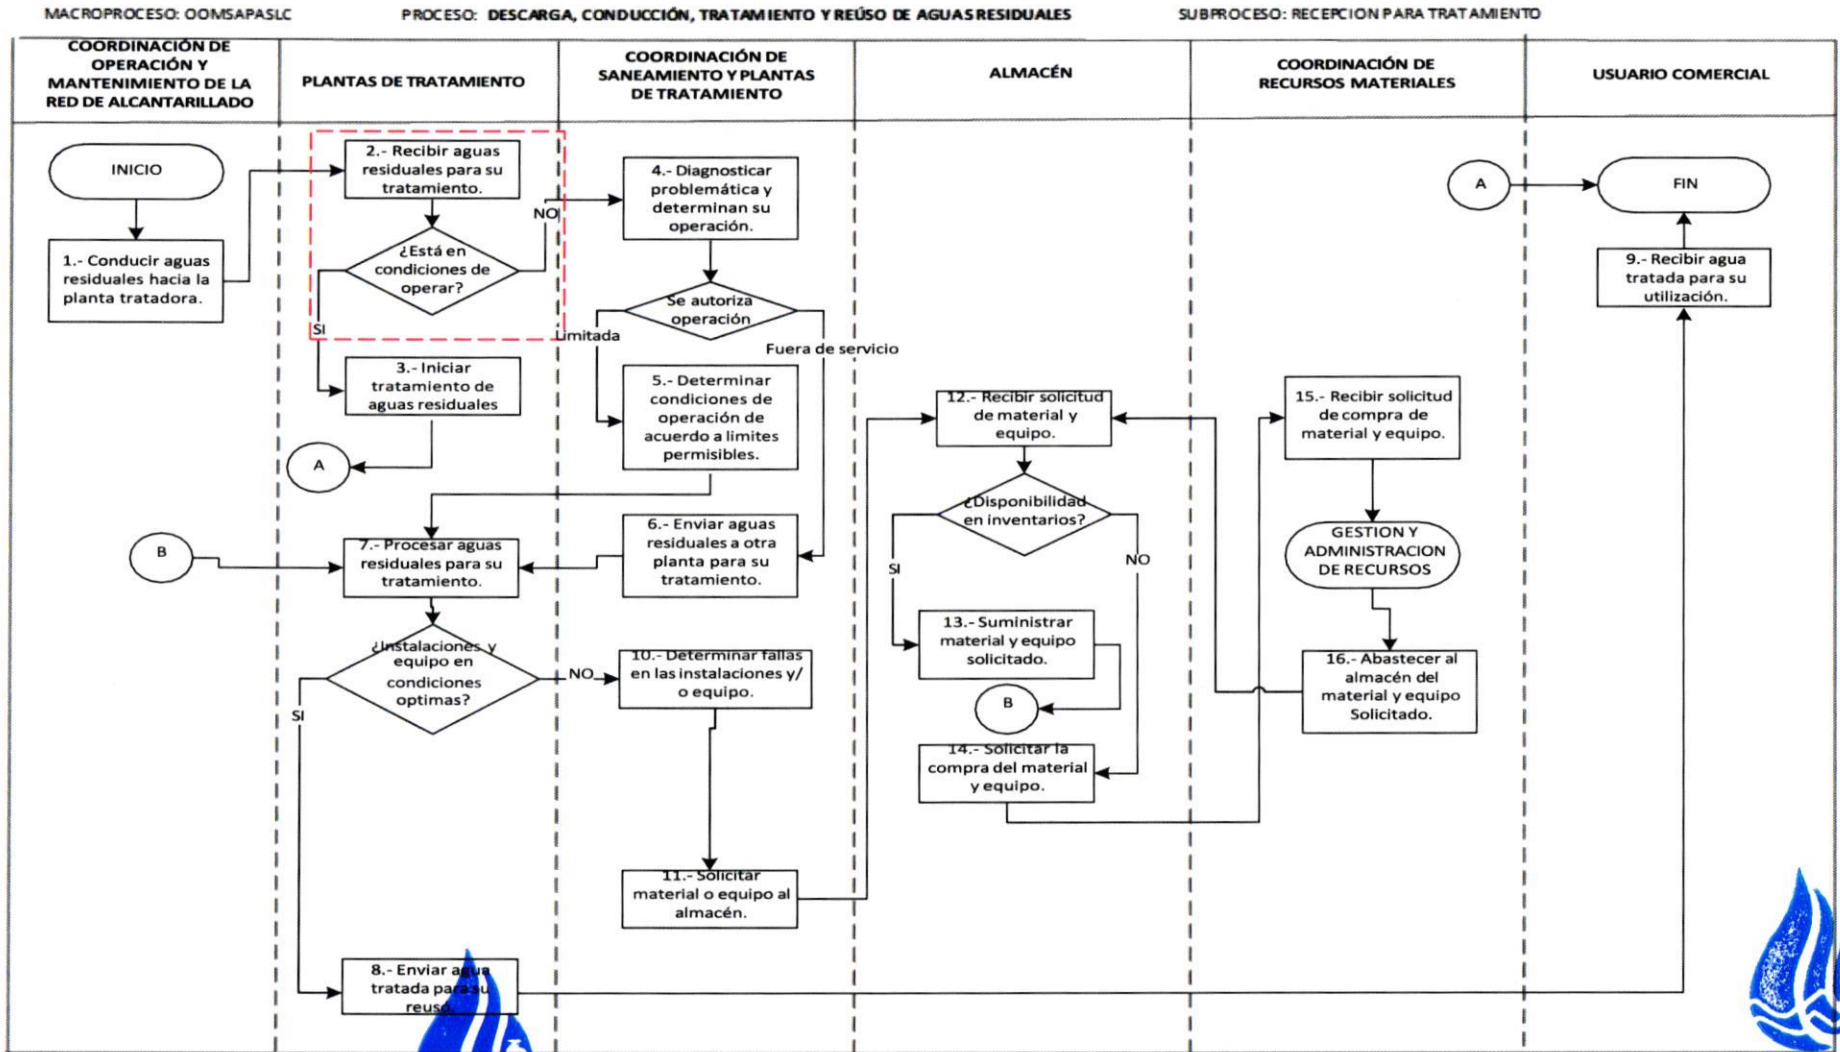 MACROPROCESO: OOMSAPASLC
PROCESO: DESCARGA, CONDUCCIÓN, TRATAMIENTO Y REÚSO DE AGUAS RESIDUALES
SUBPROCESO: RECEPCION PARA TRATAMIENTO
COORDINACIÓN DE
OPERACIÓN Y
MANTENIMIENTO DE LA
RED DE ALCANTARILLADO
PLANTAS DE TRATAMIENTO
COORDINACIÓN DE
SANEAMIENTO Y PLANTAS
DE TRATAMIENTO
ALMACÉN
COORDINACIÓN DE
RECURSOS MATERIALES
USUARIO COMERCIAL
INICIO
1.- Conducir aguas
residuales hacia la
planta tratadora.
2.- Recibir aguas
residuales para su
tratamiento.
¿Está en
condiciones de
operar?
NO
SI
3.- Iniciar
tratamiento de
aguas residuales
A
4.- Diagnosticar
problemática y
determinan su
operación.
Se autoriza
operación
Limitada
Fuera de servicio
5.- Determinar
condiciones de
operación de
acuerdo a limites
permisibles.
6.- Enviar aguas
residuales a otra
planta para su
tratamiento.
B
7.- Procesar aguas
residuales para su
tratamiento.
¿Instalaciones y
equipo en
condiciones
optimas?
NO
SI
8.- Enviar agua
tratada para su
reuso.
10.- Determinar fallas
en las instalaciones y/
o equipo.
11.- Solicitar
material o equipo al
almacén.
12.- Recibir solicitud
de material y
equipo.
¿Disponibilidad
en inventarios?
SI
NO
13.- Suministrar
material y equipo
solicitado.
B
14.- Solicitar la
compra del material
y equipo.
15.- Recibir solicitud
de compra de
material y equipo.
GESTION Y
ADMINISTRACION
DE RECURSOS
16.- Abastecer al
almacén del
material y equipo
Solicitado.
A
FIN
9.- Recibir agua
tratada para su
utilización.